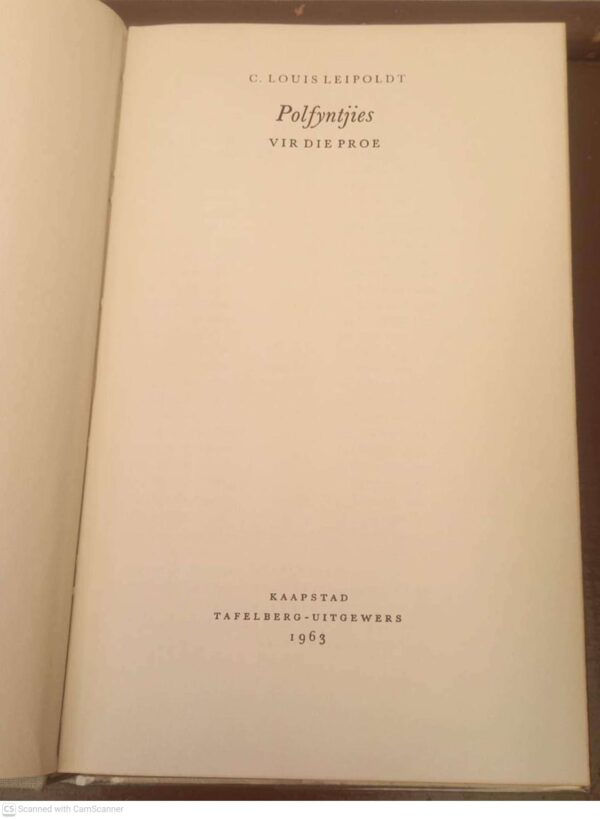 C. LOUIS LEIPOLDT
Polfyntjies
VIR DIE PROE
KAAPSTAD
TAFELBERG-UITGEWERS
1963
CS Scanned with CamScanner